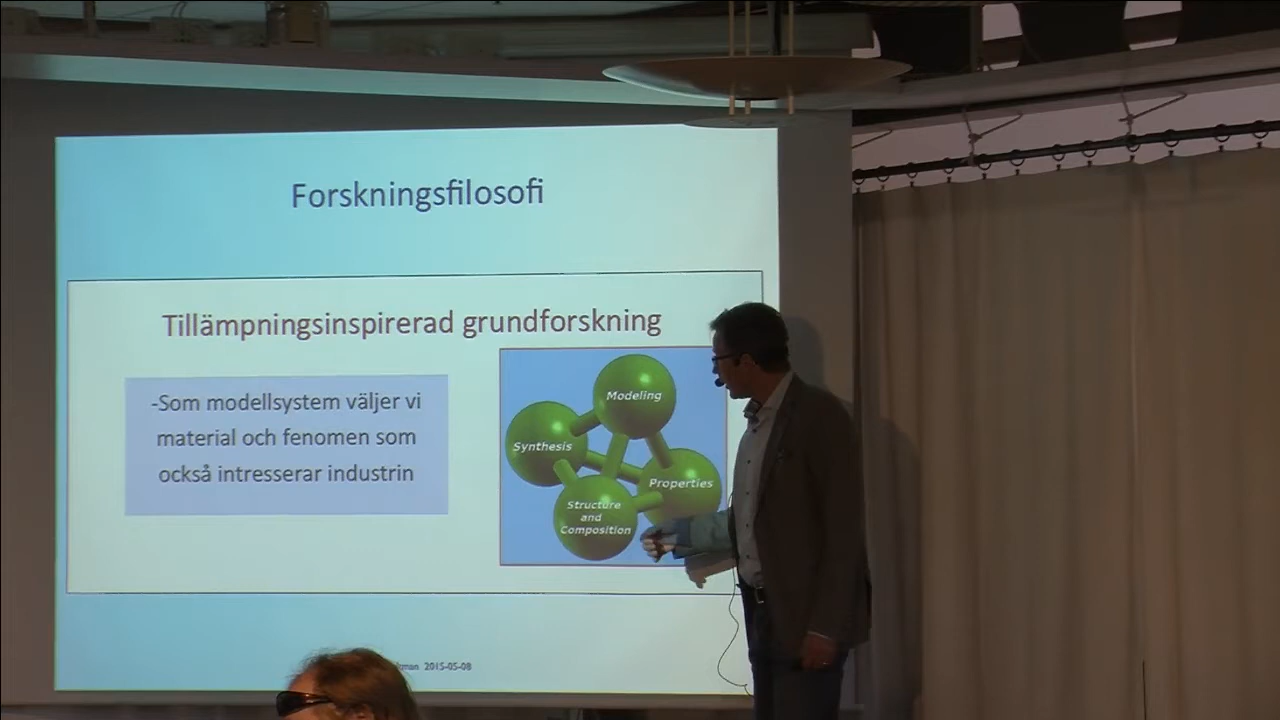 Forskningsfilosofi
Tillämpningsinspirerad grundforskning
-Som modellsystem väljer vi
material och fenomen som
också intresserar industrin
Modeling
Synthesis
Properties
Structure
and
Composition
2015-05-08